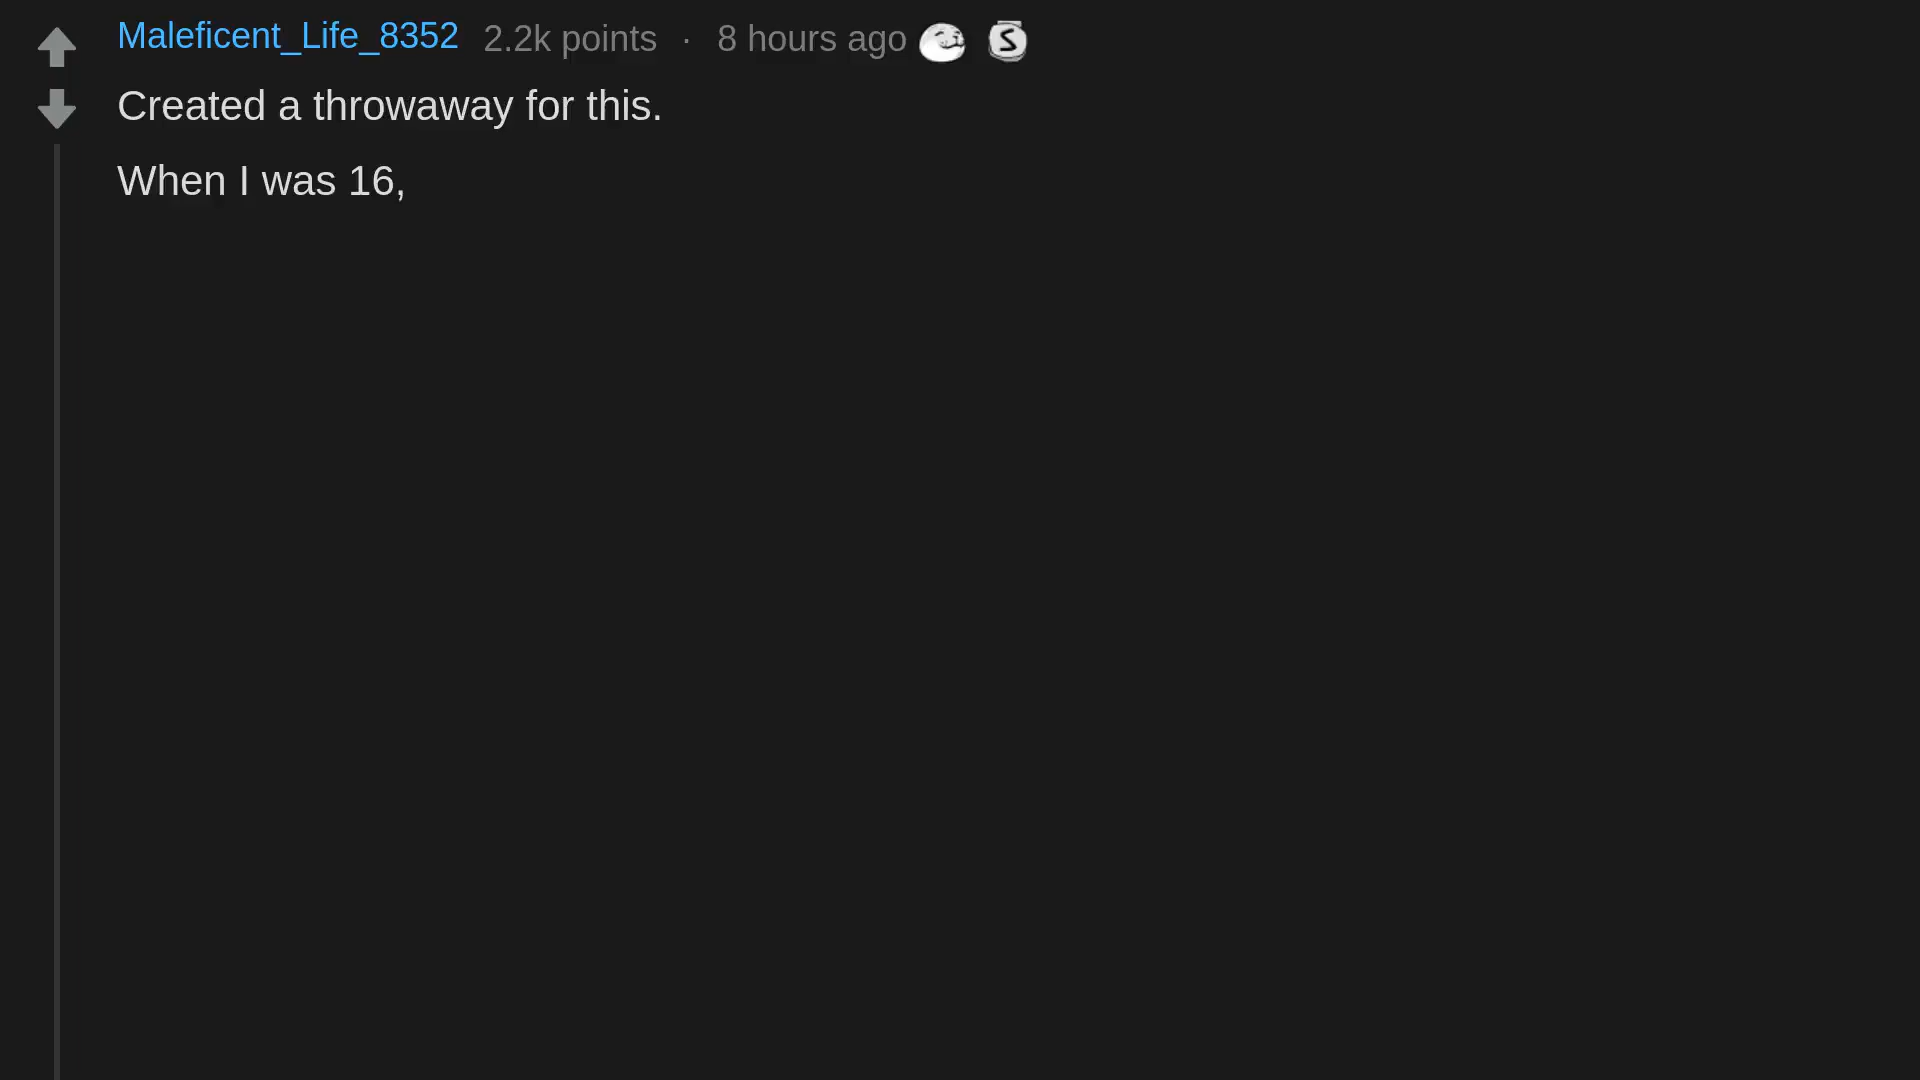 Maleficent_Life_8352 2.2k points · 8 hours ago S
Created a throwaway for this.
When I was 16,